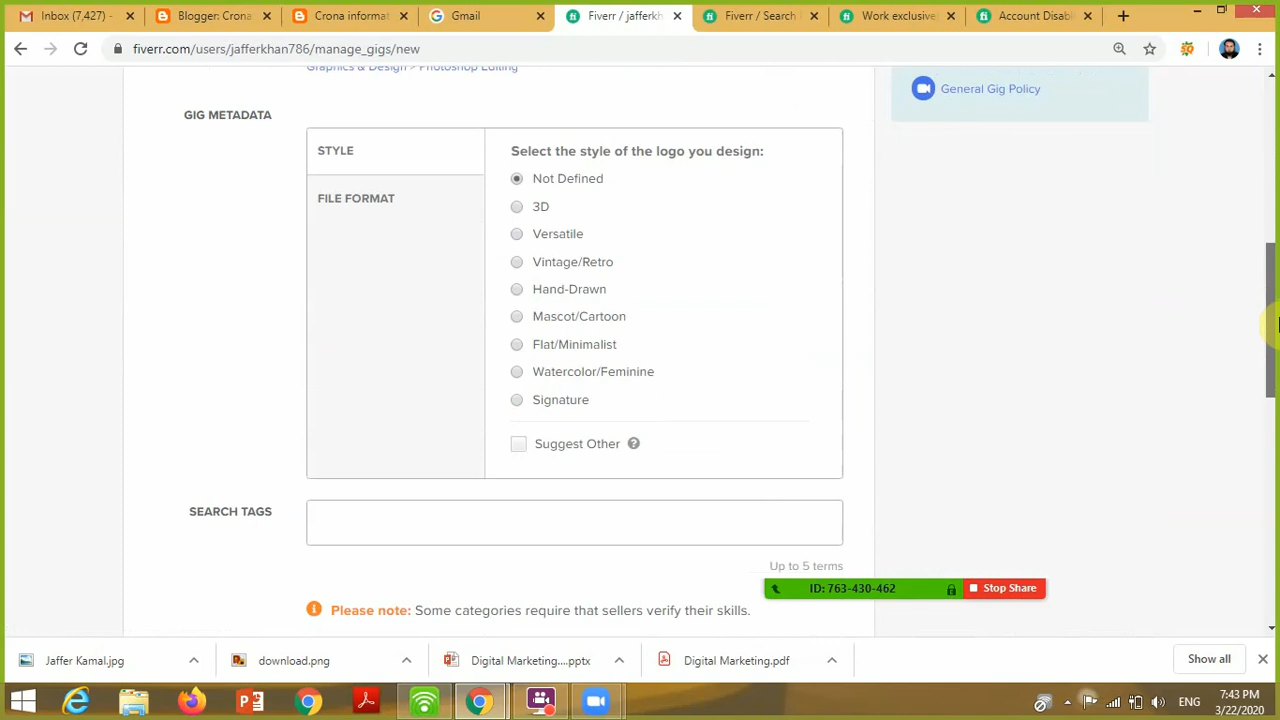 Inbox (7,427) -
Blogger: Crona
Crona informat
Gmail
Fiverr / jafferkh
Fiverr / Search
Work exclusive
Account Disabl
fiverr.com/users/jafferkhan786/manage_gigs/new
Graphics & Design > Photoshop Editing
General Gig Policy
GIG METADATA
STYLE
FILE FORMAT
Select the style of the logo you design:
Not Defined
3D
Versatile
Vintage/Retro
Hand-Drawn
Mascot/Cartoon
Flat/Minimalist
Watercolor/Feminine
Signature
Suggest Other ?
SEARCH TAGS
Up to 5 terms
ID: 763-430-462
Stop Share
Please note: Some categories require that sellers verify their skills.
Jaffer Kamal.jpg
download.png
Digital Marketing....pptx
Digital Marketing.pdf
Show all
ENG
7:43 PM
3/22/2020